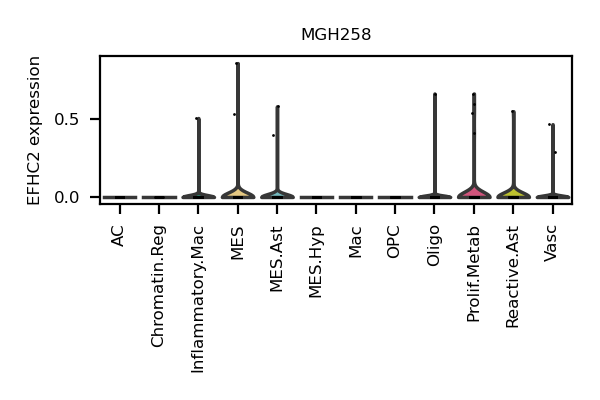 MGH258
EFHC2 expression
0.5
0.0
AC
Chromatin.Reg
Inflammatory.Mac
MES
MES.Ast
MES.Hyp
Mac
OPC
Oligo
Prolif.Metab
Reactive.Ast
Vasc